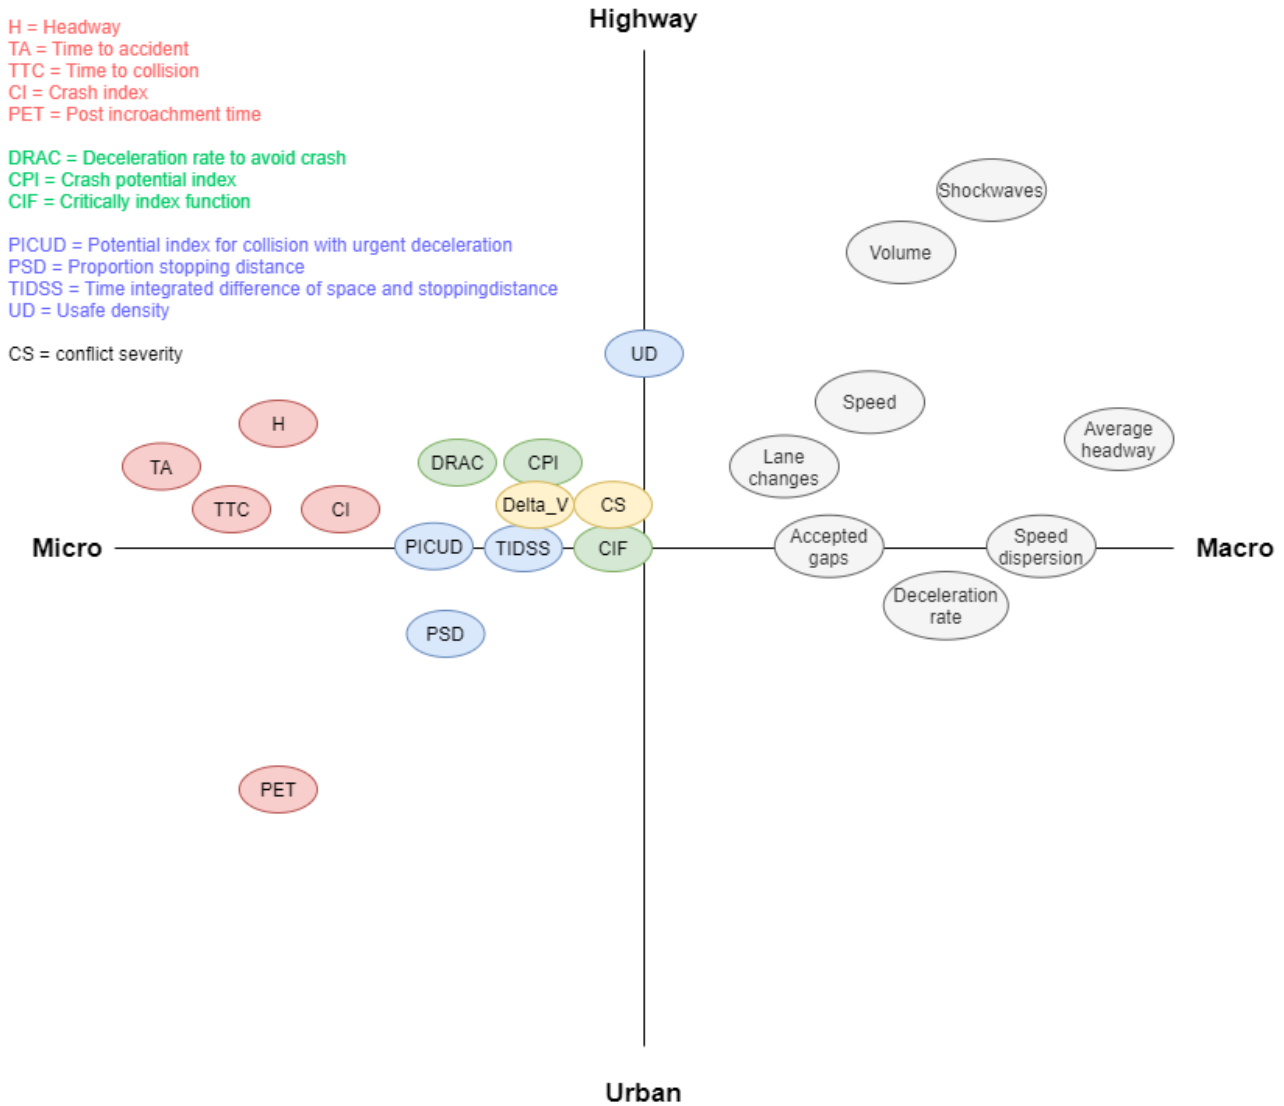 Highway
H = Headway
TA = Time to accident
TTC = Time to collision
CI = Crash index
PET = Post incroachment time
DRAC = Deceleration rate to avoid crash
CPI = Crash potential index
CIF = Critically index function
PICUD = Potential index for collision with urgent deceleration
PSD = Proportion stopping distance
TIDSS = Time integrated difference of space and stoppingdistance
UD = Usafe density
CS = conflict severity
Shockwaves
Volume
UD
Speed
H
Average
headway
TA
DRAC
CPI
Lane
changes
TTC
CI
Delta_V
CS
Micro
PICUD
TIDSS
CIF
Accepted
gaps
Speed
dispersion
Macro
Deceleration
rate
PSD
PET
Urban